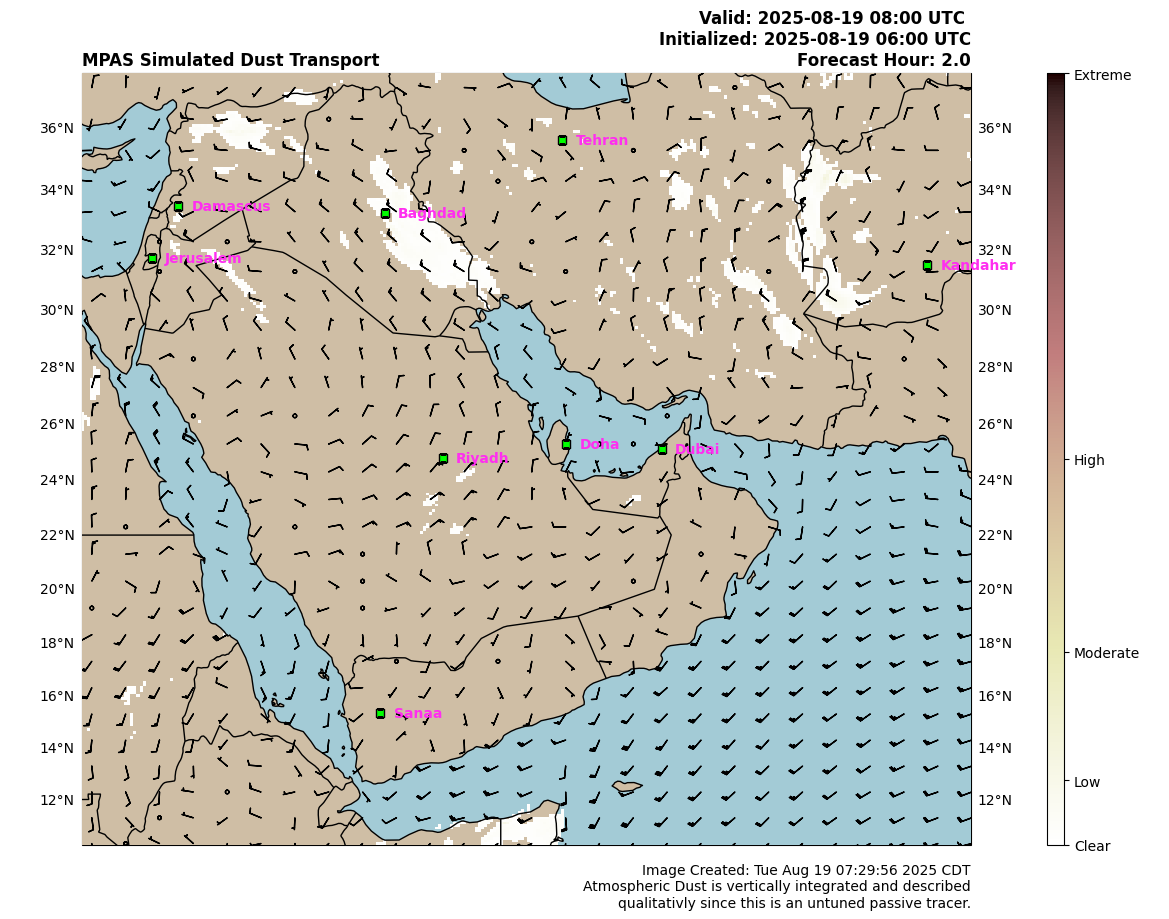 Valid: 2025-08-19 08:00 UTC
Initialized: 2025-08-19 06:00 UTC
MPAS Simulated Dust Transport
Forecast Hour: 2.0
Extreme
36°N
Tehran
36°N
34°N
34°N
Damascus
Baghdad
32°N
Jerusalem
32°N
Kandahar
30°N
30°N
28°N
28°N
26°N
26°N
Doha
Dubai
Riyadh
High
24°N
24°N
22°N
22°N
20°N
20°N
18°N
18°N
Moderate
16°N
16°N
Sanaa
14°N
14°N
Low
12°N
12°N
Clear
Image Created: Tue Aug 19 07:29:56 2025 CDT
Atmospheric Dust is vertically integrated and described
qualitativly since this is an untuned passive tracer.